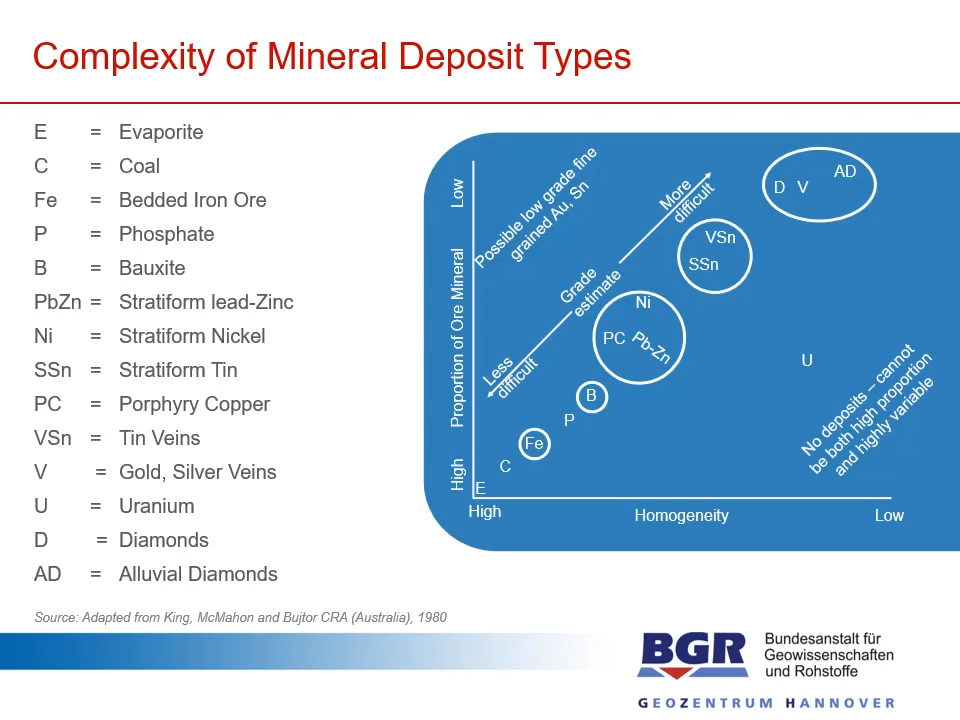 Complexity of Mineral Deposit Types
E = Evaporite
C = Coal
Fe = Bedded Iron Ore
P = Phosphate
B = Bauxite
PbZn = Stratiform lead-Zinc
Ni = Stratiform Nickel
SSn = Stratiform Tin
PC = Porphyry Copper
VSn = Tin Veins
V = Gold, Silver Veins
U = Uranium
D = Diamonds
AD = Alluvial Diamonds
Low
Proportion of Ore Mineral
High
Possible low grade fine
grained Au, Sn
More
difficult
Grade
estimate
Less
difficult
AD
D V
VSn
SSn
Ni
PC Pb-Zn
U
B
P
Fe
C
E
No deposits – cannot
be both high proportion
and highly variable
High
Homogeneity
Low
Source: Adapted from King, McMahon and Bujtor CRA (Australia), 1980
BGR
Bundesanstalt für
Geowissenschaften
und Rohstoffe
GEOZENTRUM HANNOVER